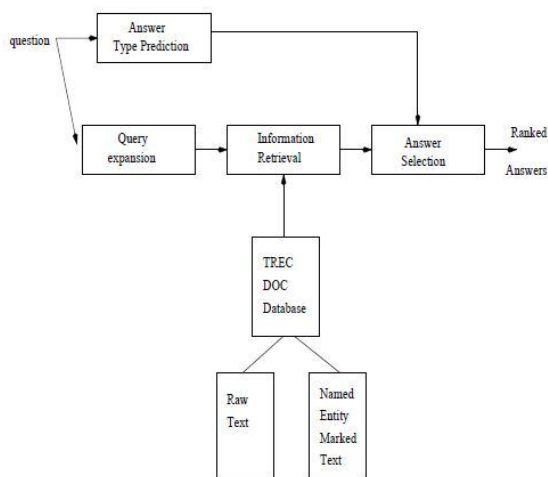 question
Answer
Type Prediction
Query
expansion
Information
Retrieval
Answer
Selection
Ranked
Answers
TREC
DOC
Database
Raw
Text
Named
Entity
Marked
Text